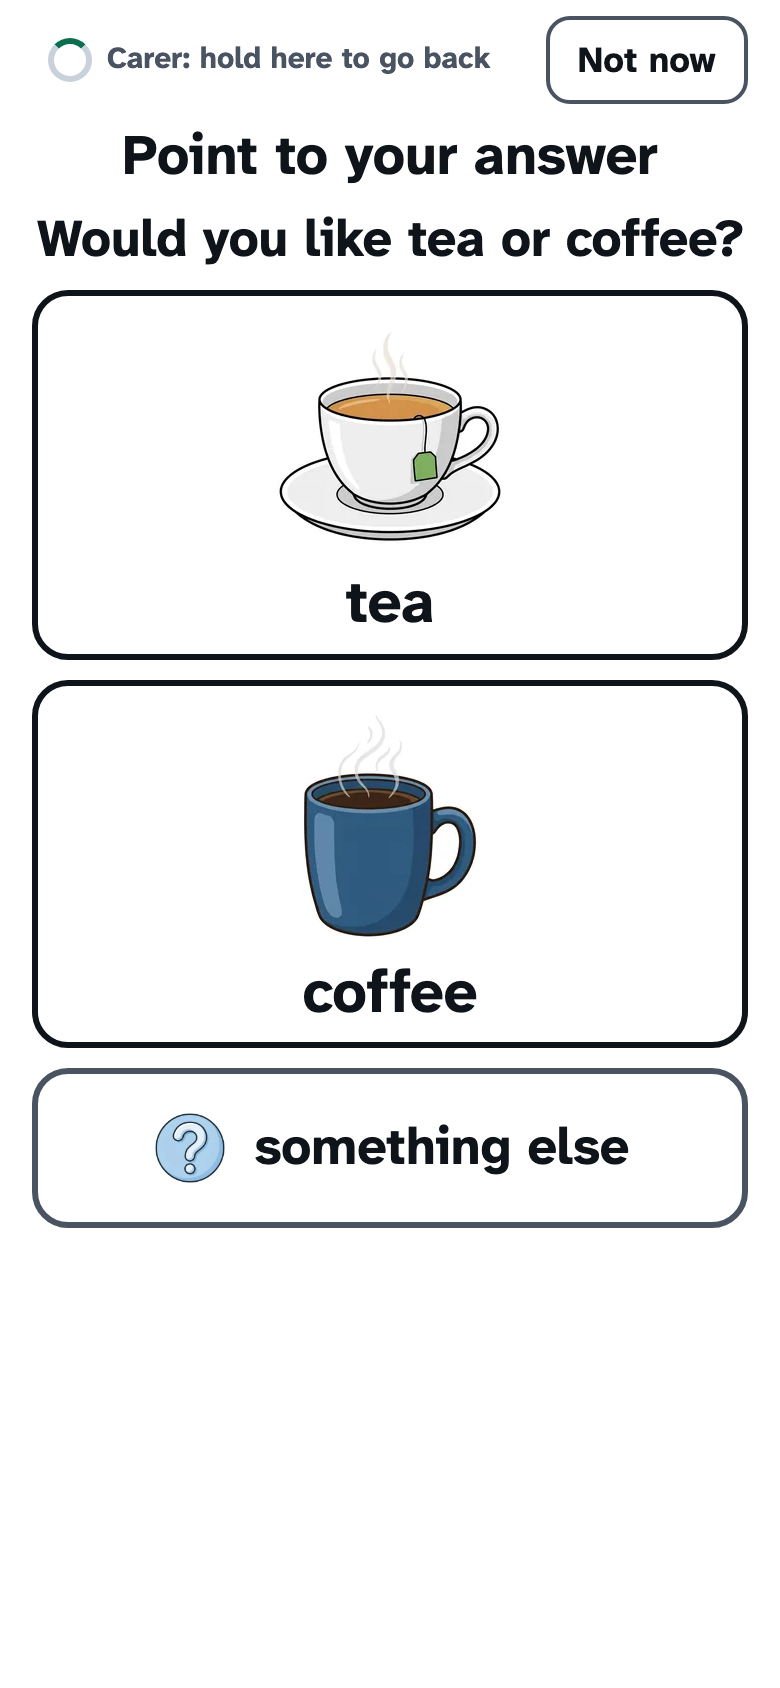 Carer: hold here to go back
Not now
Point to your answer
Would you like tea or coffee?
tea
coffee
?
something else